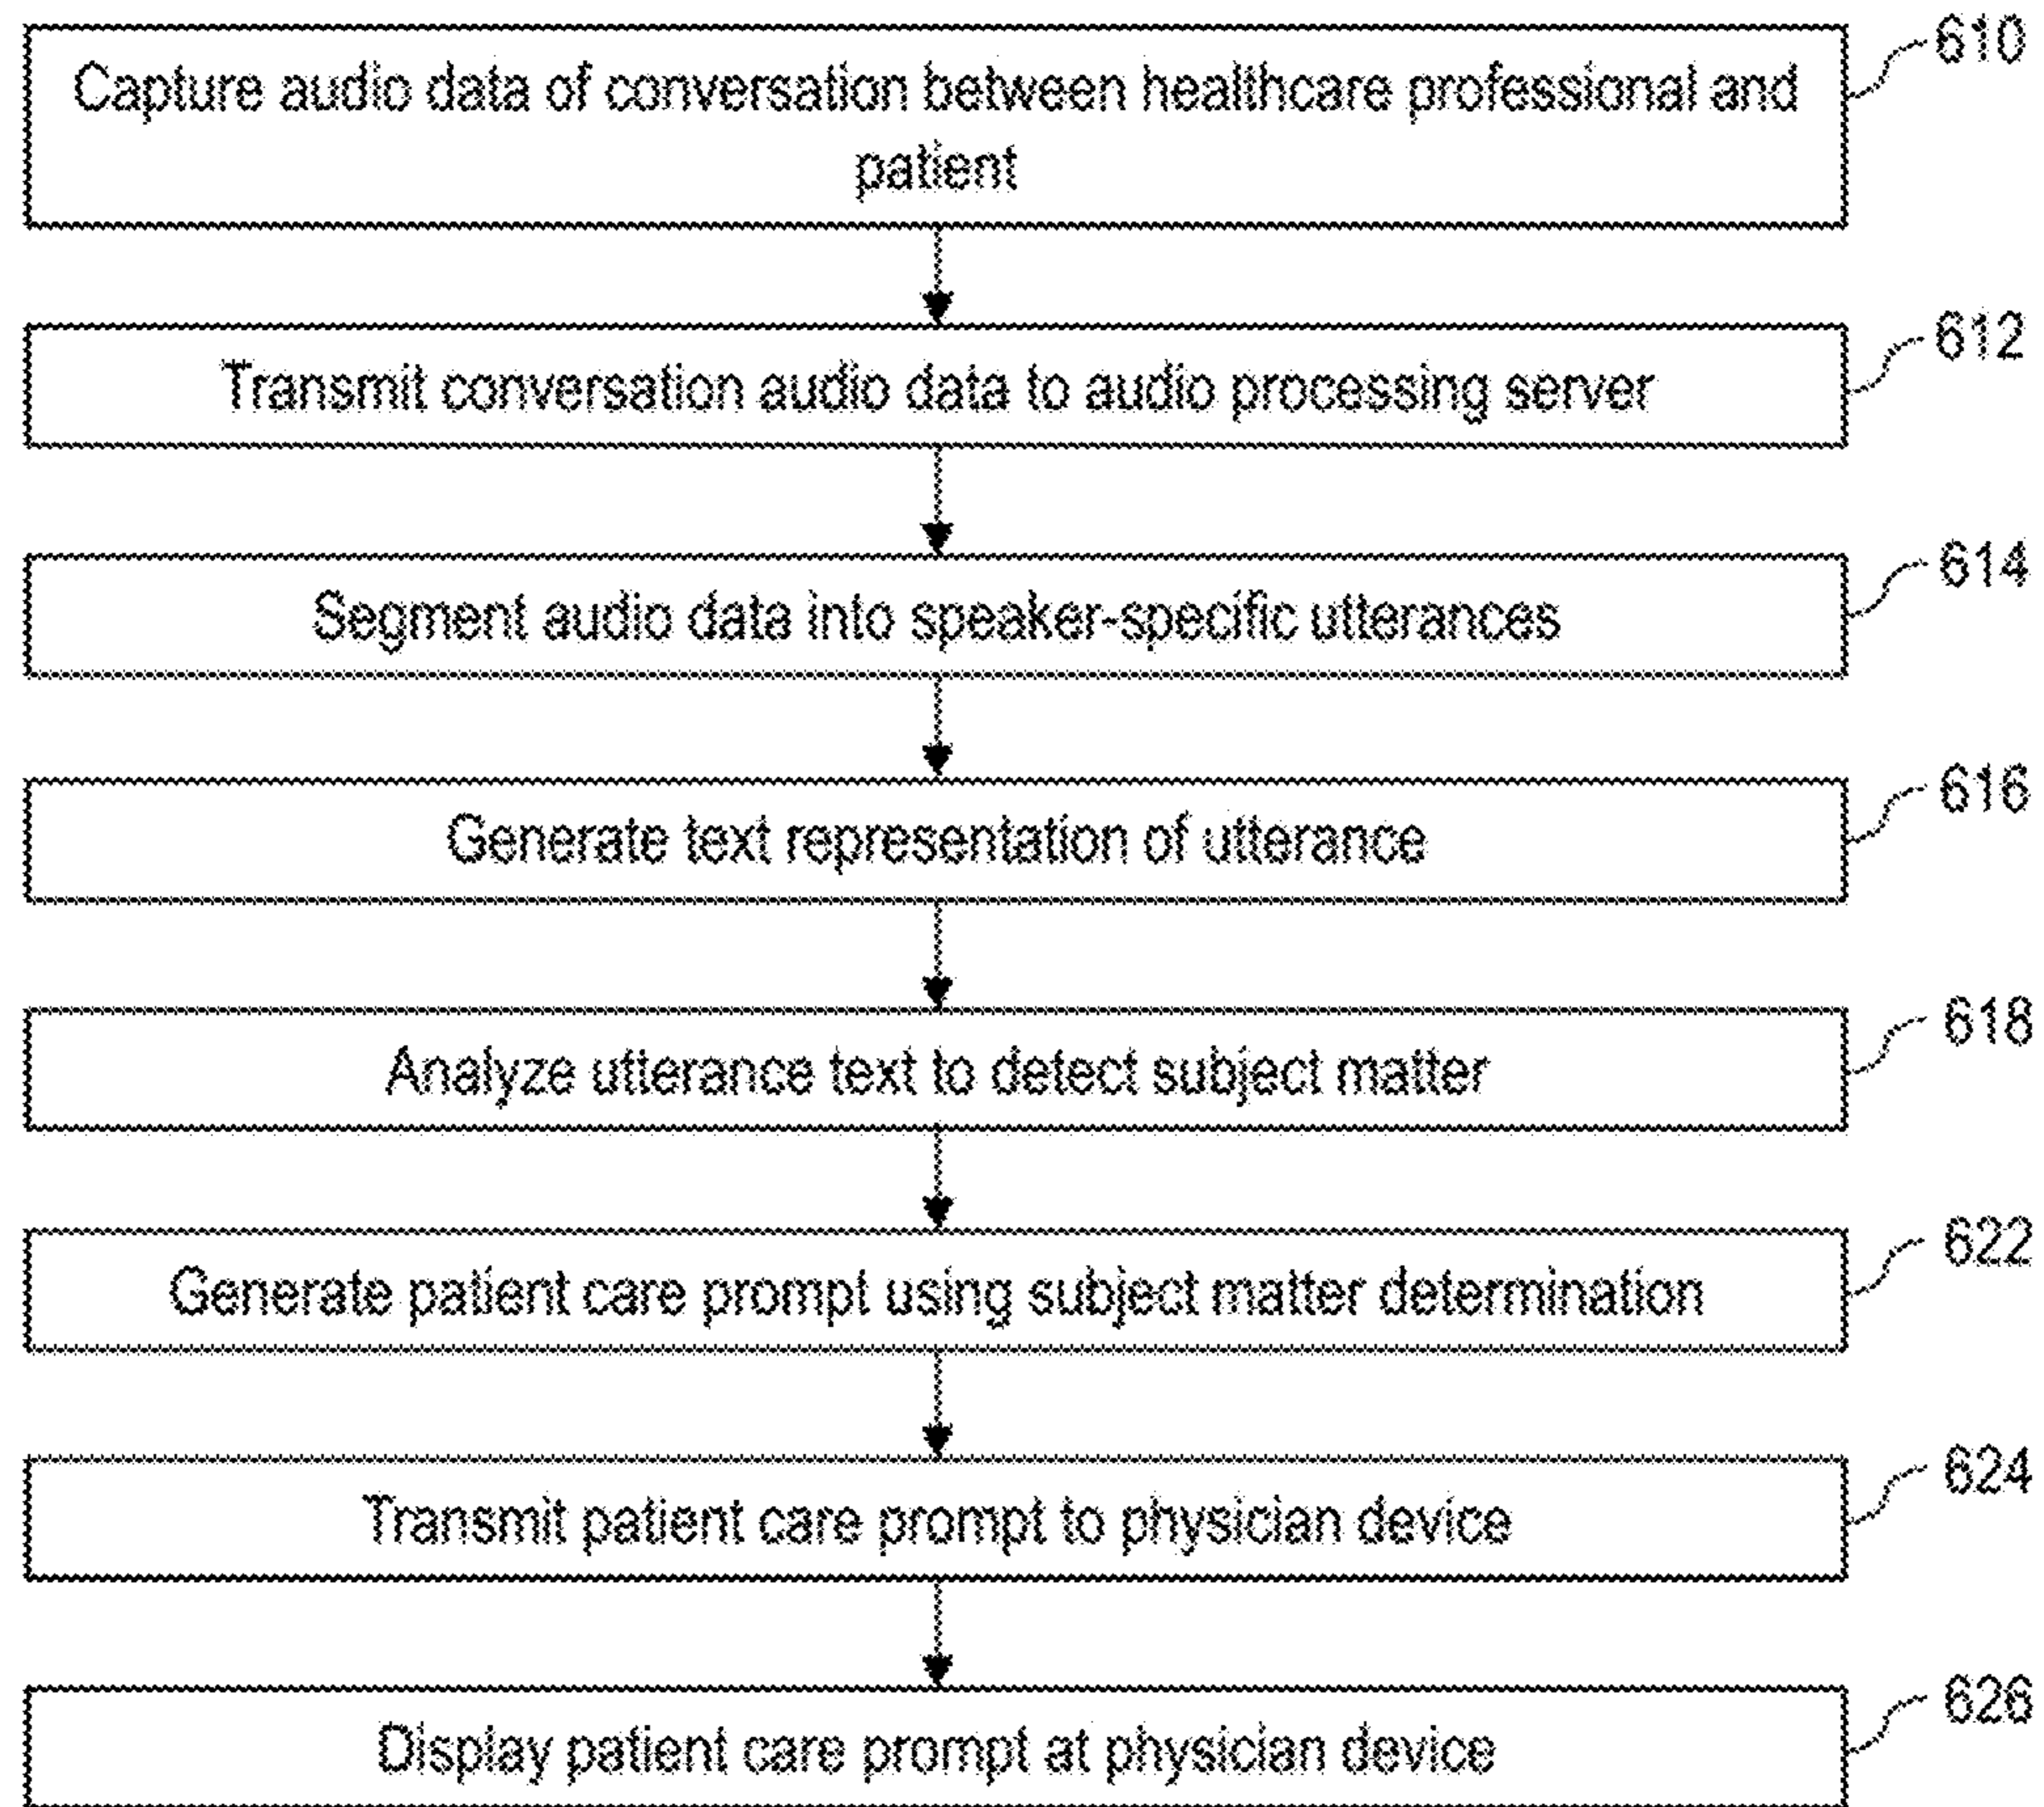 610
Capture audio data of conversation between healthcare professional and
patient
612
Transmit conversation audio data to audio processing server
614
Segment audio data into speaker-specific utterances
616
Generate text representation of utterance
618
Analyze utterance text to detect subject matter
622
Generate patient care prompt using subject matter determination
624
Transmit patient care prompt to physician device
626
Display patient care prompt at physician device